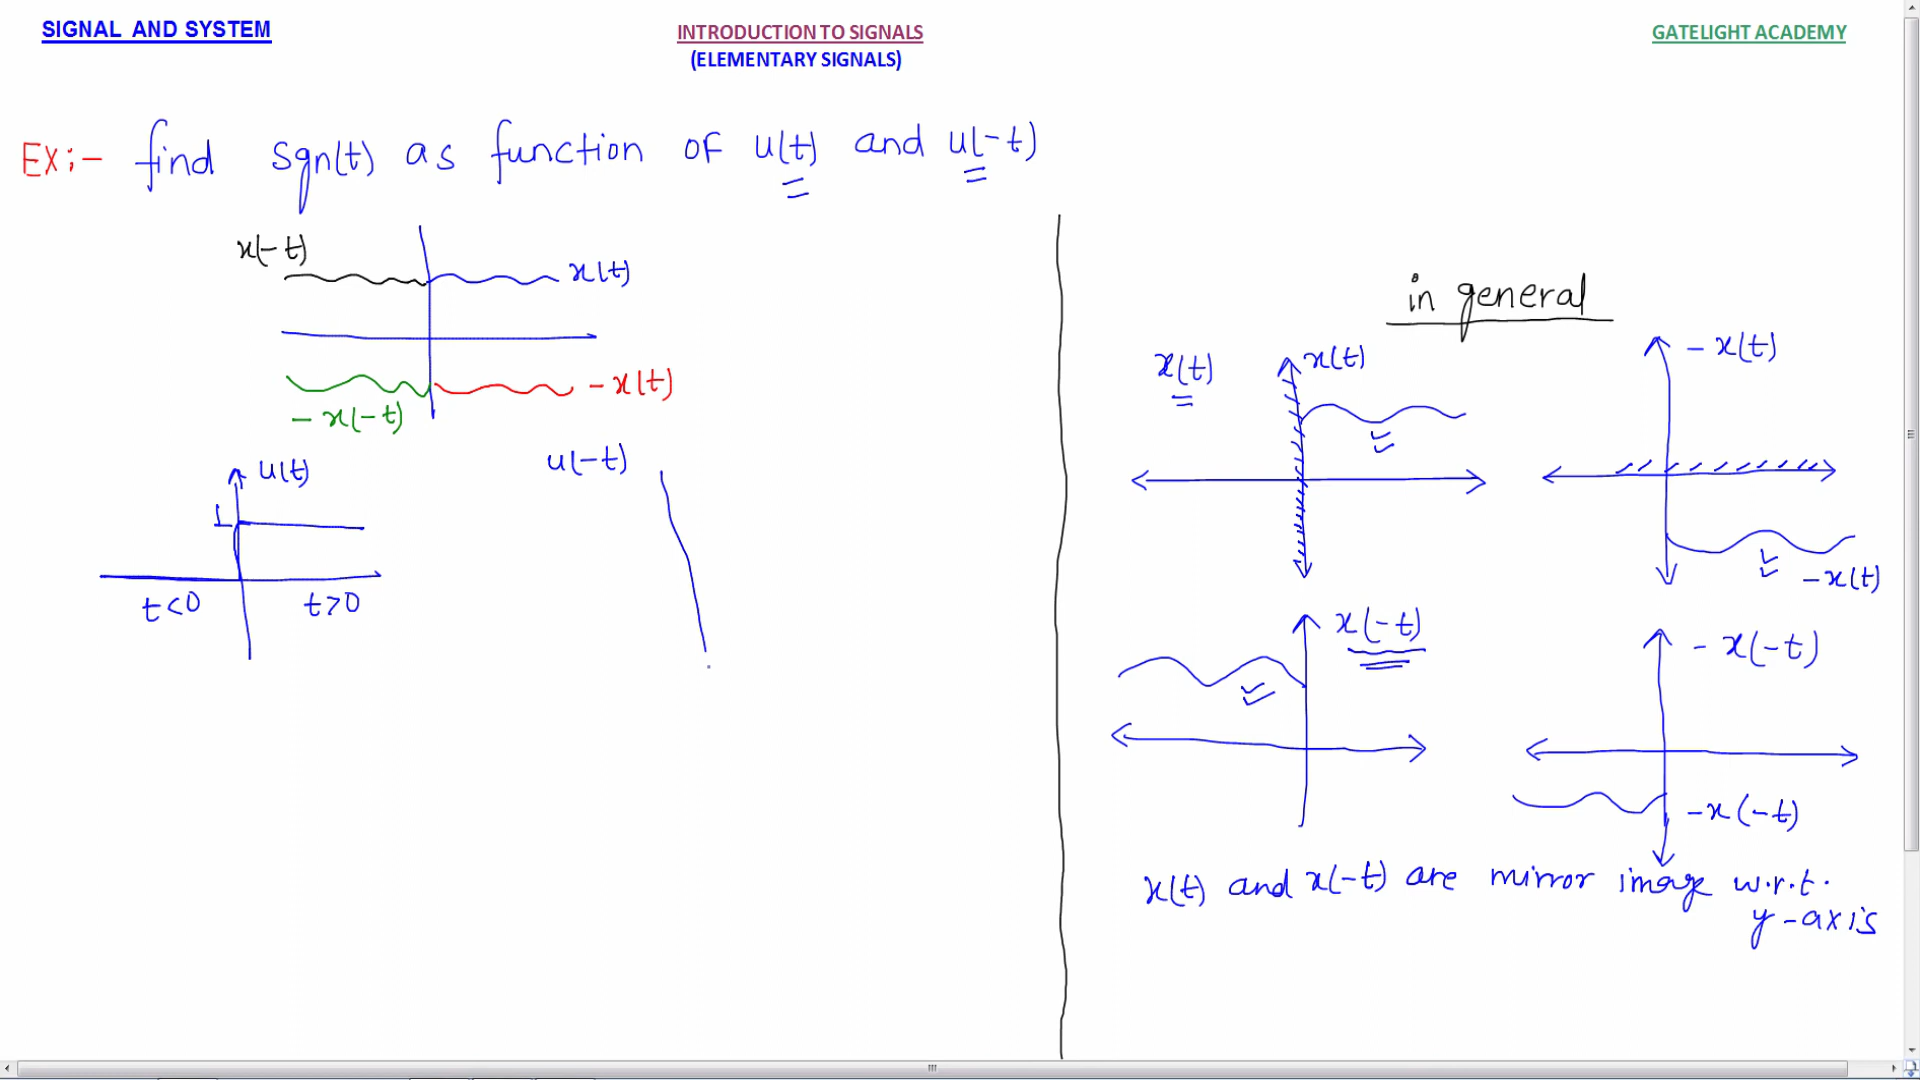 SIGNAL AND SYSTEM
INTRODUCTION TO SIGNALS
(ELEMENTARY SIGNALS)
GATELIGHT ACADEMY
EX:- find sgn(t) as function of u(t) and u(-t)
x(-t)
x(t)
-x(t)
-x(-t)
u(t)
1
t<0
t>0
u(-t)
in general
x(t)
x(t)
-x(t)
-x(t)
x(-t)
-x(-t)
-x(-t)
x(t) and x(-t) are mirror image w.r.t.
y-axis